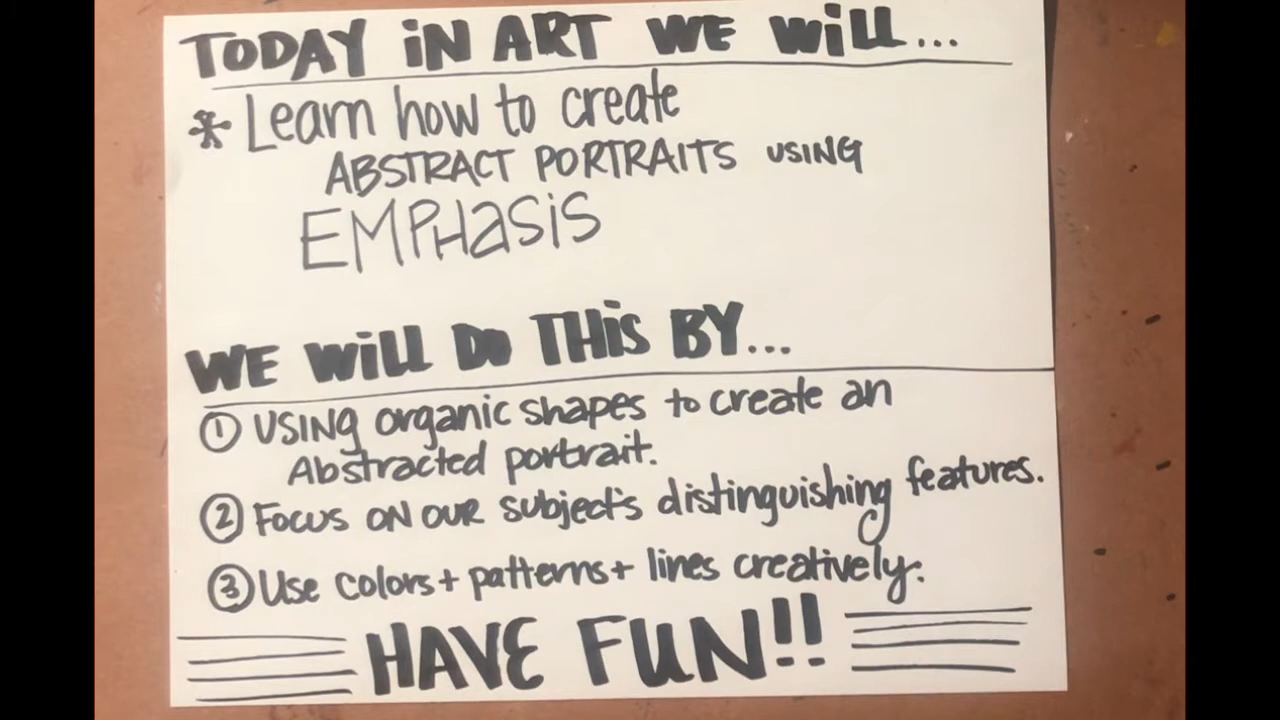 TODAY iN ART WE WiLL...
* Learn how to create
ABSTRACT PORTRAITS USING
EMPHASiS
WE WiLL DO THiS BY...
① USING organic shapes to create an
Abstracted portrait.
② Focus ON OUR subject's distinguishing features.
③ Use colors + patterns + lines creatively.
HAVE FUN!!